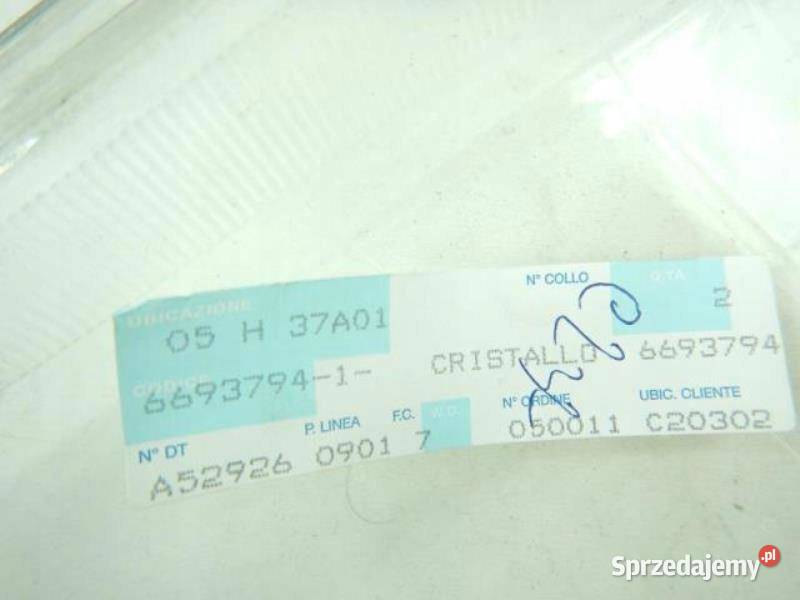 UBICAZIONE N° COLLO Q.TÀ
05 H 37A01 2
CODICE
6693794-1- CRISTALLO 6693794
N° DT P. LINEA F.C. N° ORDINE UBIC. CLIENTE
A52926 0901 7 050011 C20302
Sprzedajemy.pl